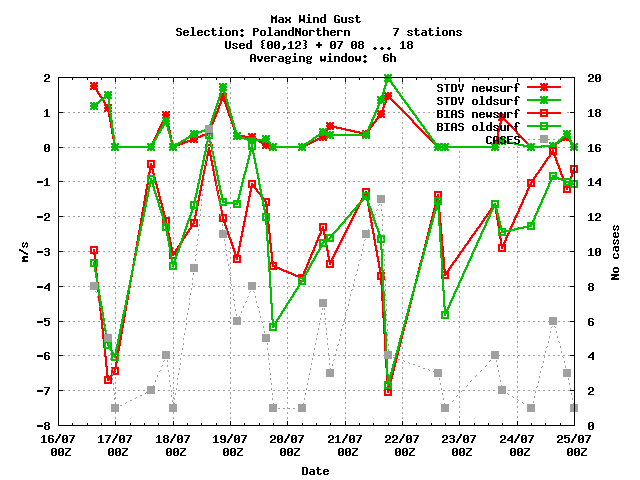 Max Wind Gust
Selection: PolandNorthern 7 stations
Used {00,12} + 07 08 ... 18
Averaging window: 6h
STDV newsurf
STDV oldsurf
BIAS newsurf
BIAS oldsurf
CASES
2
1
0
-1
-2
-3
-4
-5
-6
-7
-8
m/s
20
18
16
14
12
10
8
6
4
2
0
No cases
16/07 17/07 18/07 19/07 20/07 21/07 22/07 23/07 24/07 25/07
00Z 00Z 00Z 00Z 00Z 00Z 00Z 00Z 00Z 00Z
Date